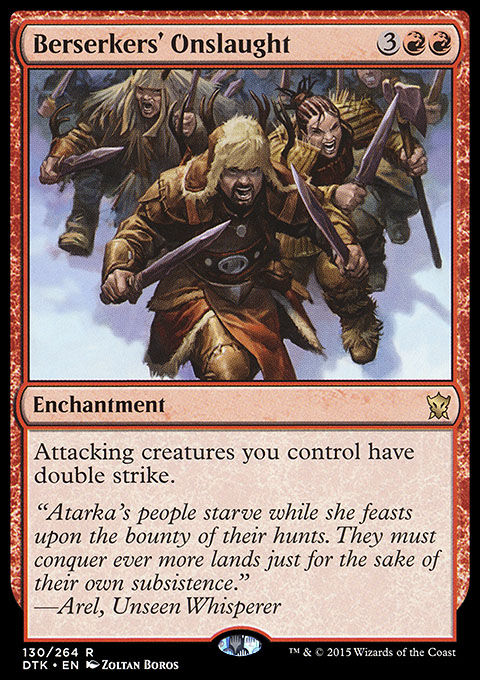 Berserkers' Onslaught 3
Enchantment
Attacking creatures you control have
double strike.
"Atarka's people starve while she feasts
upon the bounty of their hunts. They must
conquer ever more lands just for the sake of
their own subsistence."
—Arel, Unseen Whisperer
130/264 R
DTK • EN Zoltan Boros ™ & © 2015 Wizards of the Coast